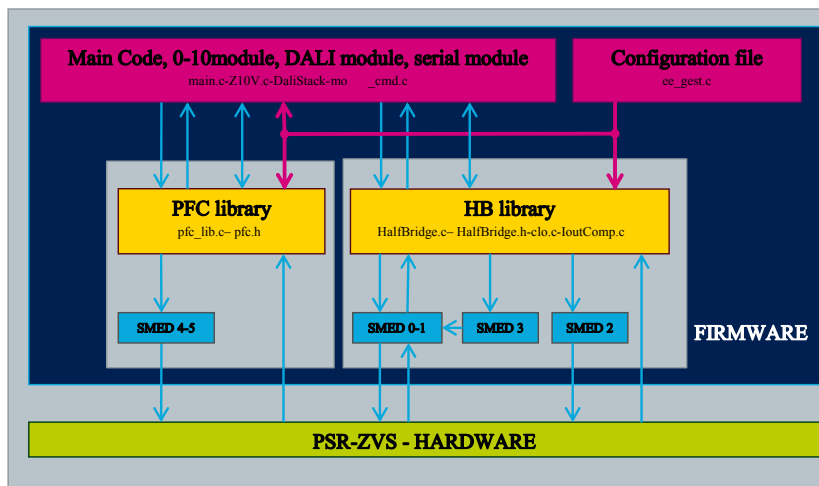 Main Code, 0-10module, DALI module, serial module
main.c-Z10V.c-DaliStack-mo _cmd.c
Configuration file
ee_gest.c
PFC library
pfc_lib.c– pfc.h
HB library
HalfBridge.c– HalfBridge.h-clo.c-IoutComp.c
SMED 4-5
SMED 0-1
SMED 3
SMED 2
FIRMWARE
PSR-ZVS - HARDWARE